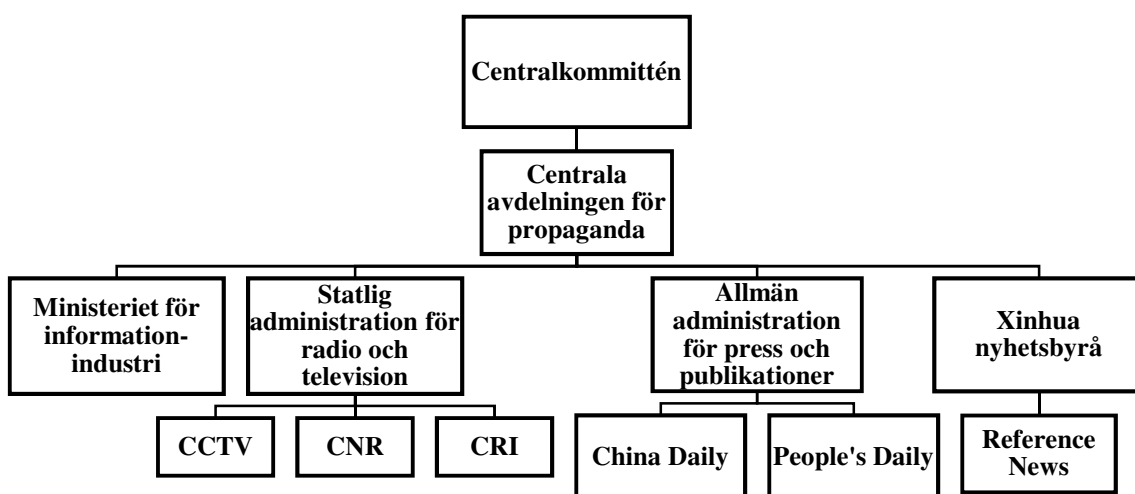 Centralkommittén
Centrala
avdelningen för
propaganda
Ministeriet för
information-
industri
Statlig
administration för
radio och
television
Allmän
administration
för press och
publikationer
Xinhua
nyhetsbyrå
CCTV
CNR
CRI
China Daily
People's Daily
Reference
News